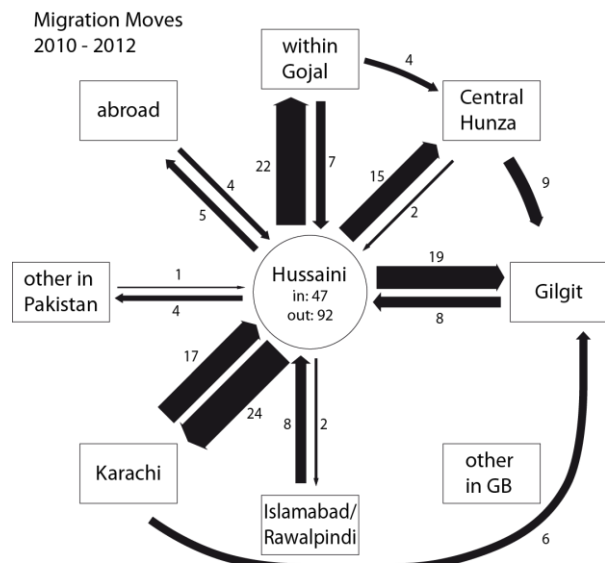 Migration Moves
2010 - 2012
within
Gojal
4
abroad
Central
Hunza
22
7
15
2
9
4
5
other in
Pakistan
1
4
Hussaini
in: 47
out: 92
19
8
Gilgit
17
24
8
2
Karachi
Islamabad/
Rawalpindi
other
in GB
6